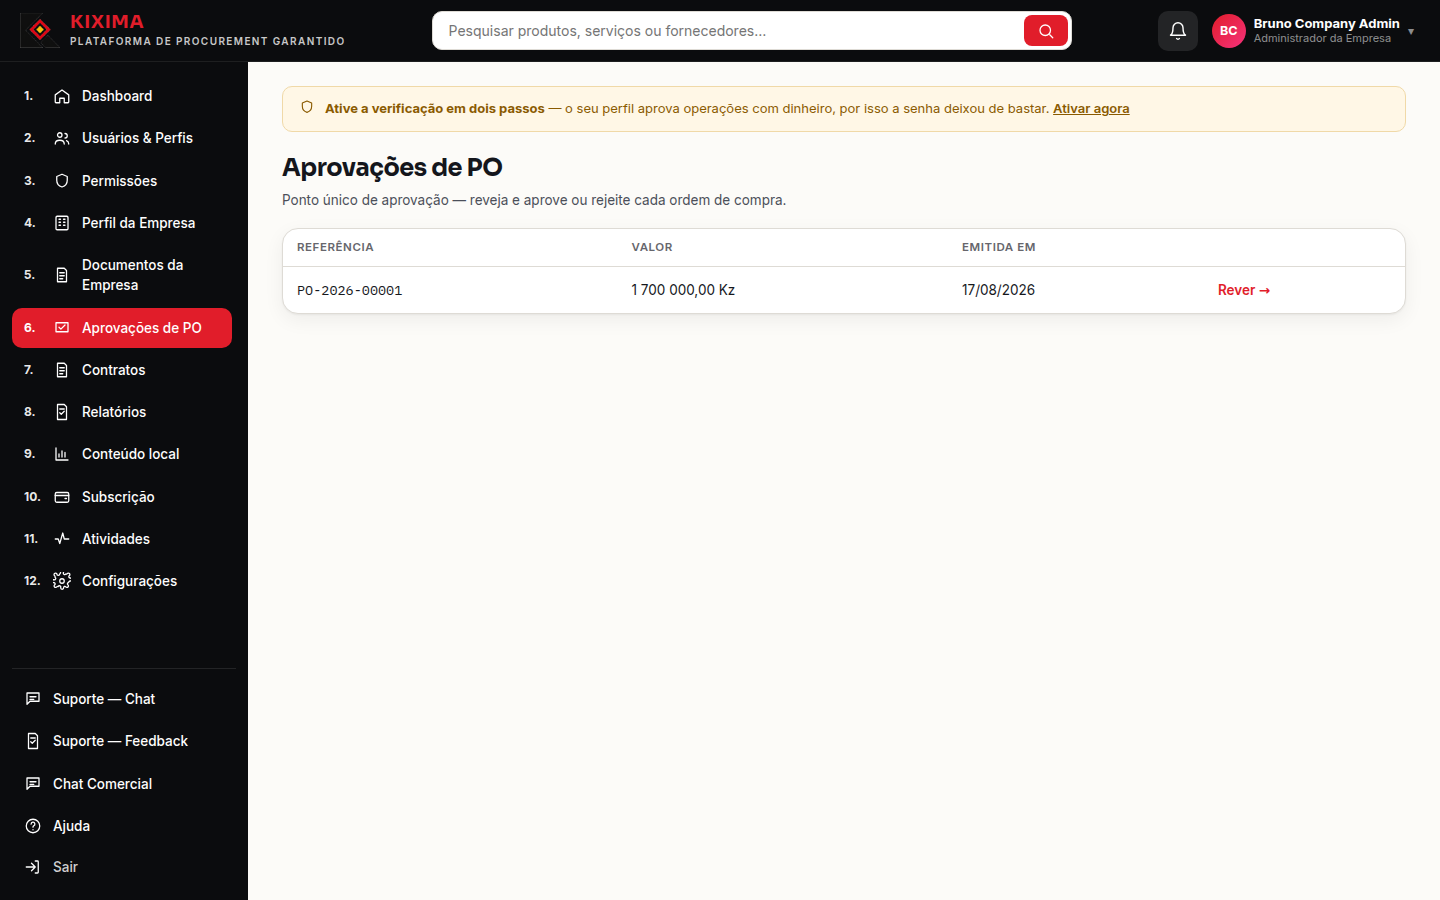 KIXIMA
PLATAFORMA DE PROCUREMENT GARANTIDO
Pesquisar produtos, serviços ou fornecedores...
BC
Bruno Company Admin
Administrador da Empresa
1. Dashboard
2. Usuários & Perfis
3. Permissões
4. Perfil da Empresa
5. Documentos da
Empresa
6. Aprovações de PO
7. Contratos
8. Relatórios
9. Conteúdo local
10. Subscrição
11. Atividades
12. Configurações
Suporte — Chat
Suporte — Feedback
Chat Comercial
Ajuda
Sair
Ative a verificação em dois passos — o seu perfil aprova operações com dinheiro, por isso a senha deixou de bastar. Ativar agora
Aprovações de PO
Ponto único de aprovação — reveja e aprove ou rejeite cada ordem de compra.
REFERÊNCIA VALOR EMITIDA EM
PO-2026-00001 1 700 000,00 Kz 17/08/2026 Rever →